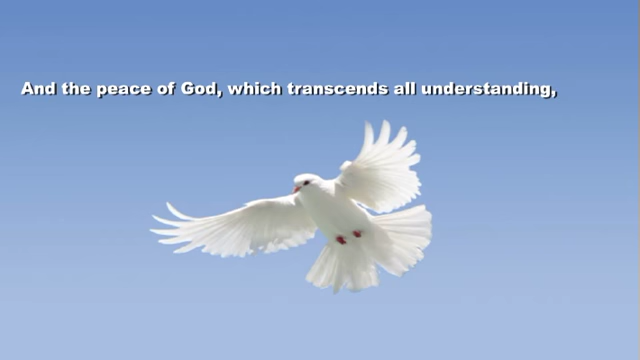 And the peace of God, which transcends all understanding,